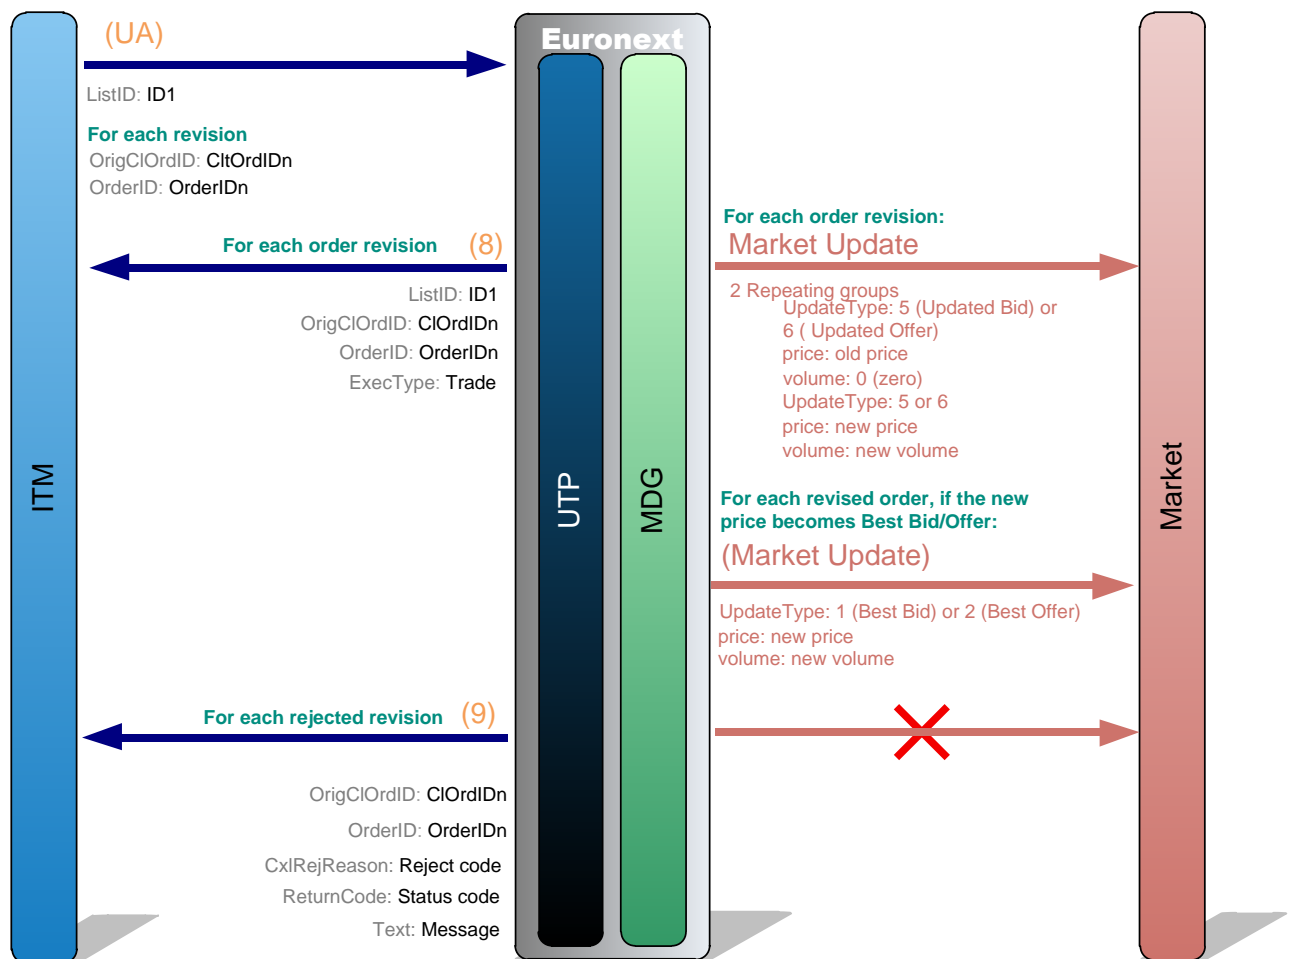 (UA)
Euronext
ListID: ID1
For each revision
OrigClOrdID: CltOrdIDn
OrderID: OrderIDn
For each order revision (8)
ListID: ID1
OrigClOrdID: ClOrdIDn
OrderID: OrderIDn
ExecType: Trade
For each order revision:
Market Update
2 Repeating groups
UpdateType: 5 (Updated Bid) or
6 ( Updated Offer)
price: old price
volume: 0 (zero)
UpdateType: 5 or 6
price: new price
volume: new volume
ITM
UTP
MDG
Market
For each revised order, if the new
price becomes Best Bid/Offer:
(Market Update)
UpdateType: 1 (Best Bid) or 2 (Best Offer)
price: new price
volume: new volume
For each rejected revision (9)
OrigClOrdID: ClOrdIDn
OrderID: OrderIDn
CxlRejReason: Reject code
ReturnCode: Status code
Text: Message